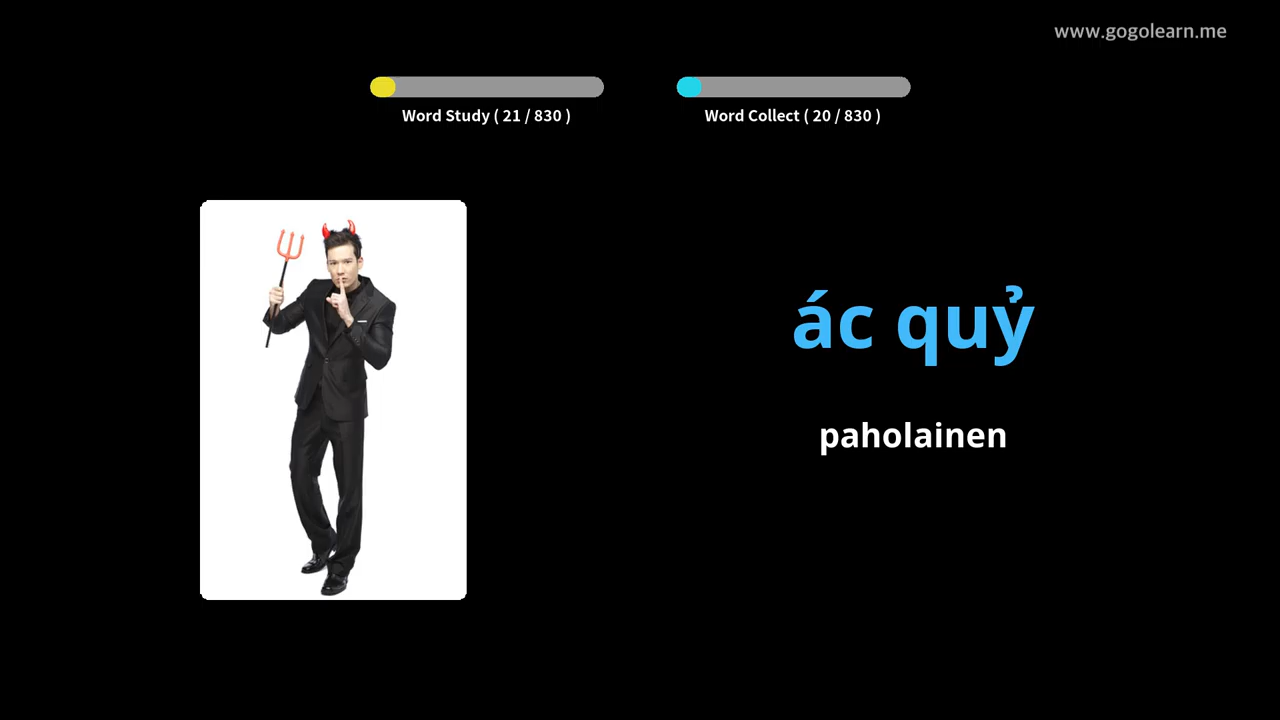 www.gogolearn.me
Word Study ( 21 / 830 )
Word Collect ( 20 / 830 )
ác quỷ
paholainen